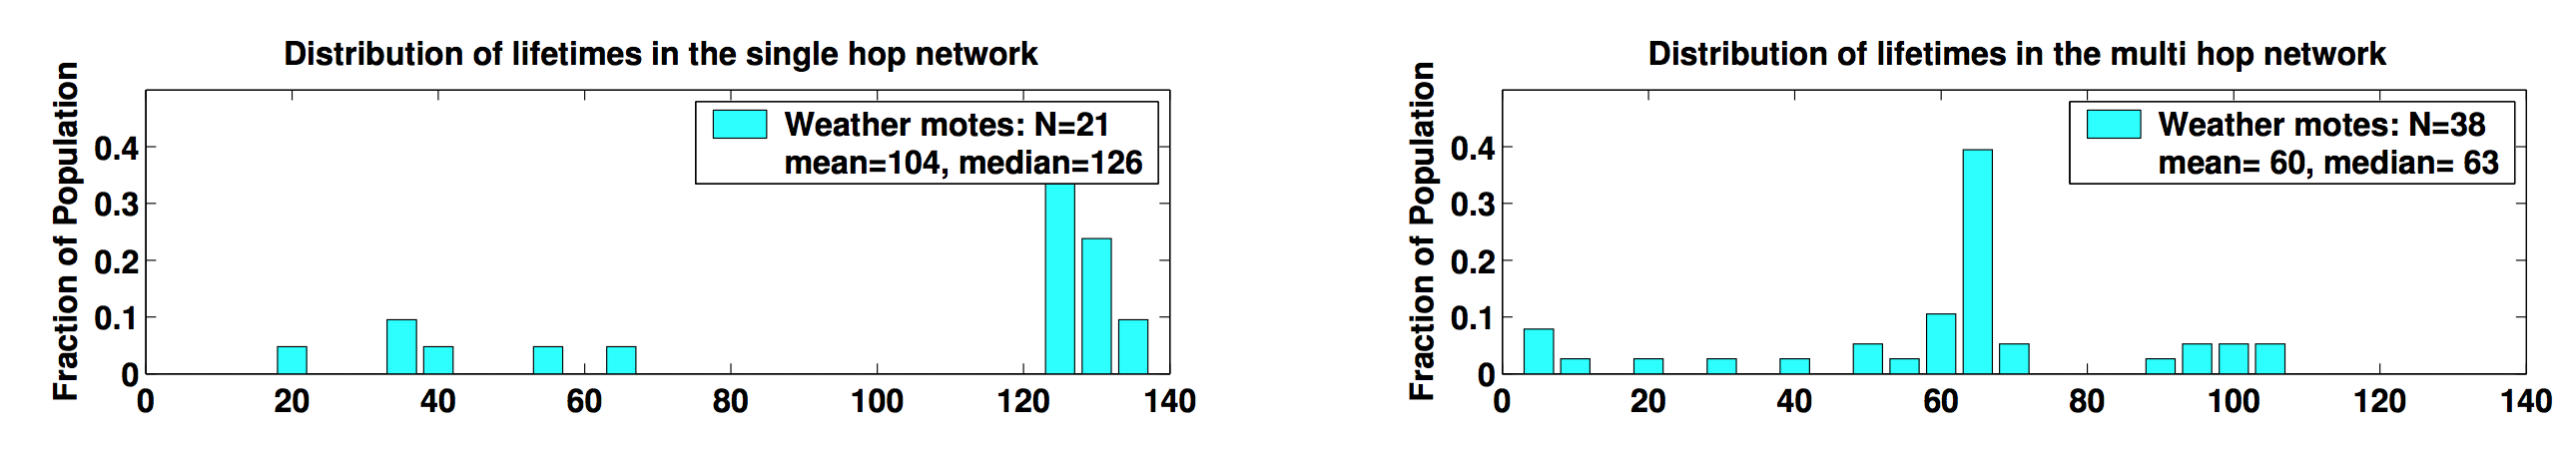 Distribution of lifetimes in the single hop network
Fraction of Population
0.4
0.3
0.2
0.1
0
Weather motes: N=21
mean=104, median=126
0 20 40 60 80 100 120 140
Distribution of lifetimes in the multi hop network
Fraction of Population
0.4
0.3
0.2
0.1
0
Weather motes: N=38
mean= 60, median= 63
0 20 40 60 80 100 120 140